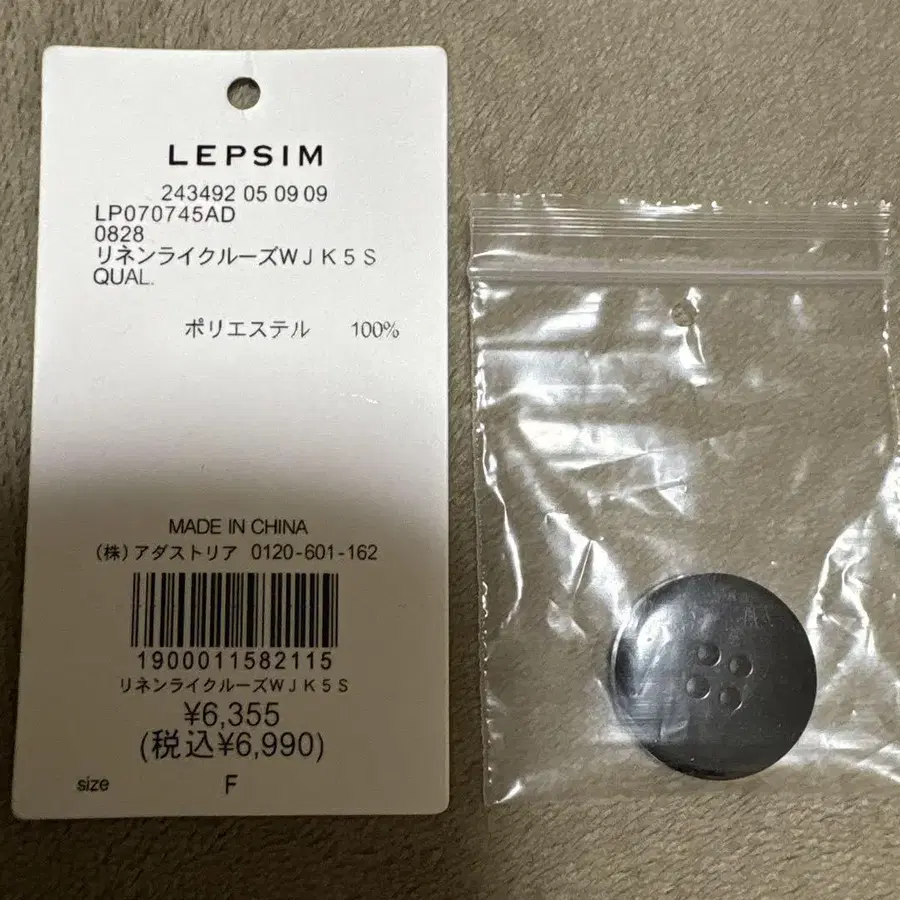 LEPSIM
243492 05 09 09
LP070745AD
0828
リネンライクルーズWJK5S
QUAL.
ポリエステル 100%
MADE IN CHINA
(株)アダストリア 0120-601-162
1900011582115
リネンライクルーズWJK5S
¥6,355
(税込¥6,990)
size F